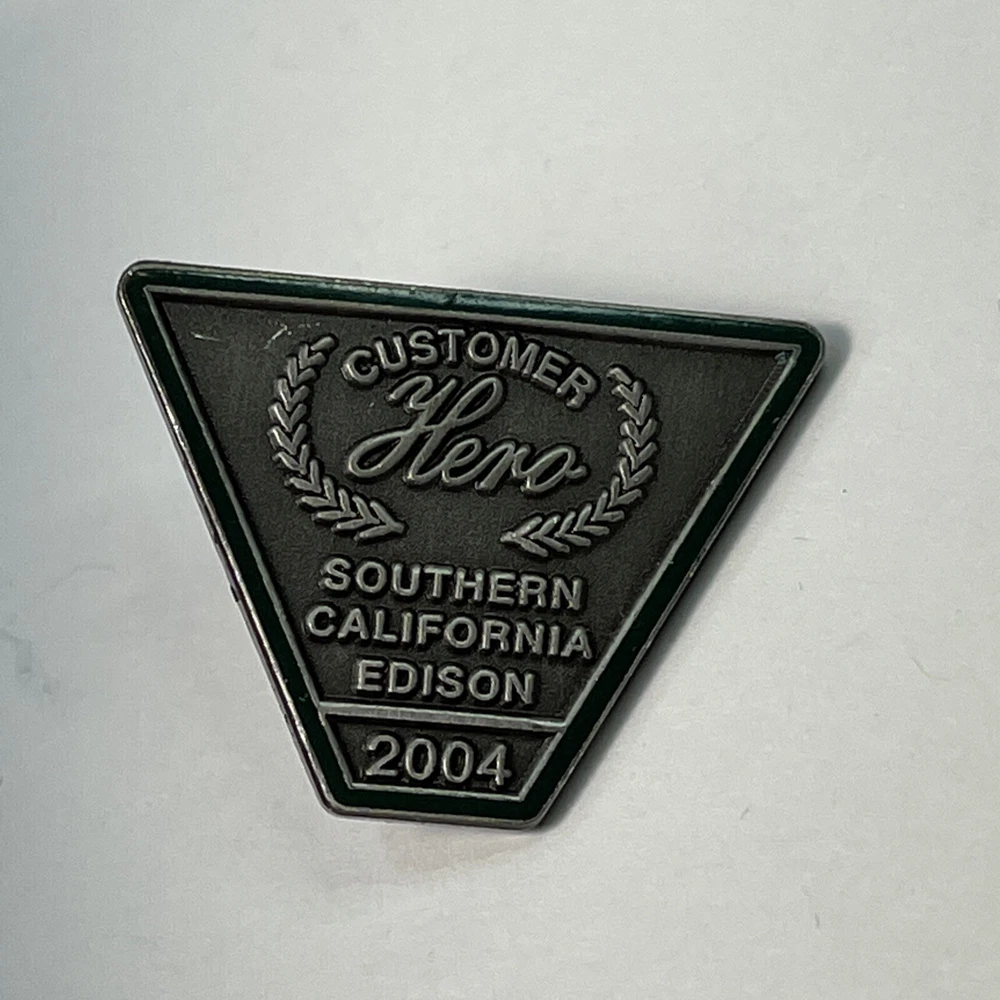 CUSTOMER
Hero
SOUTHERN
CALIFORNIA
EDISON
2004